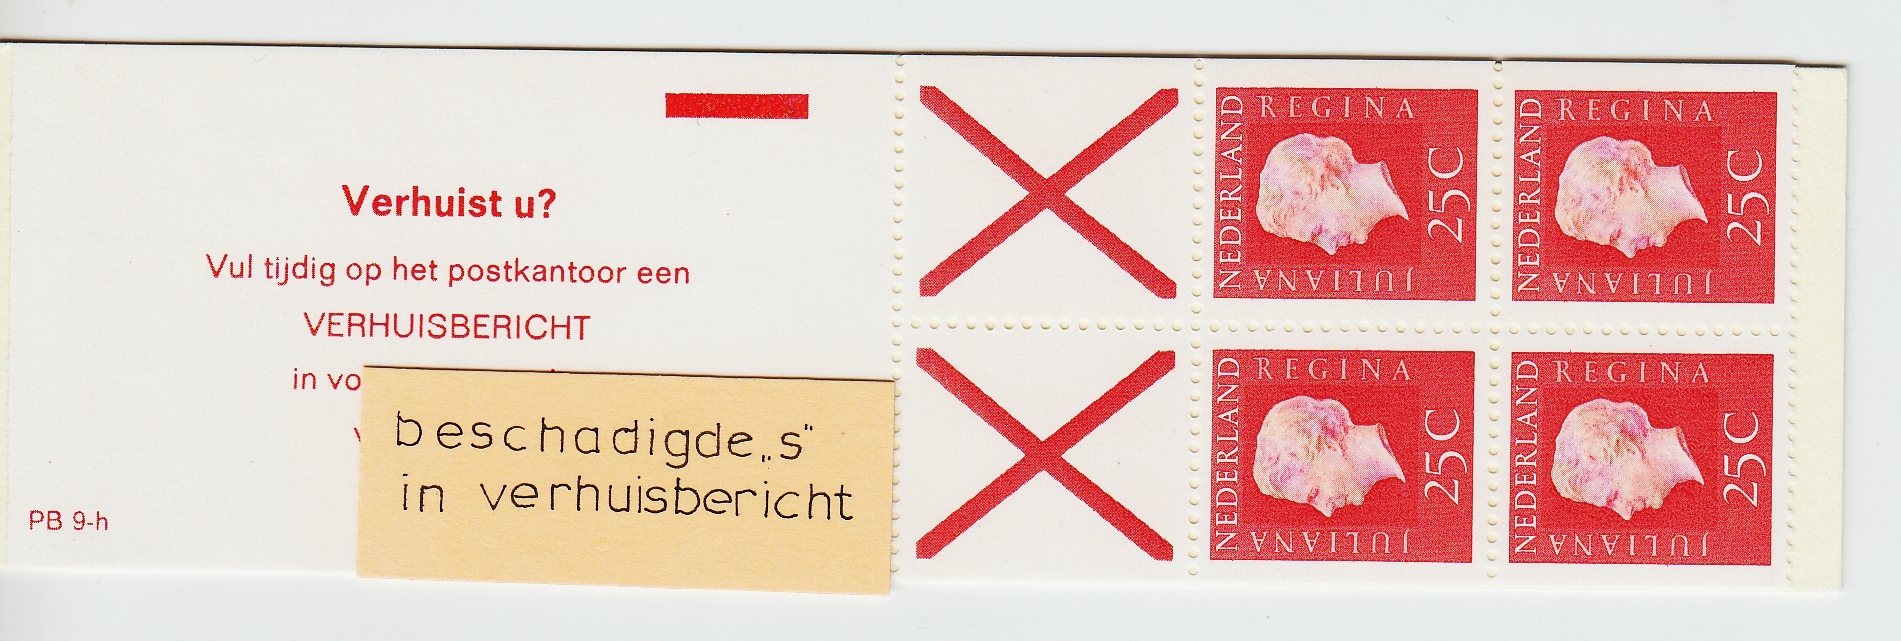 Verhuist u?
Vul tijdig op het postkantoor een
VERHUISBERICHT
in
PB 9-h
beschadigde „s"
in verhuisbericht
REGINA
NEDERLAND
25C
JULIANA
REGINA
NEDERLAND
25C
JULIANA
REGINA
NEDERLAND
25C
JULIANA
REGINA
NEDERLAND
25C
JULIANA